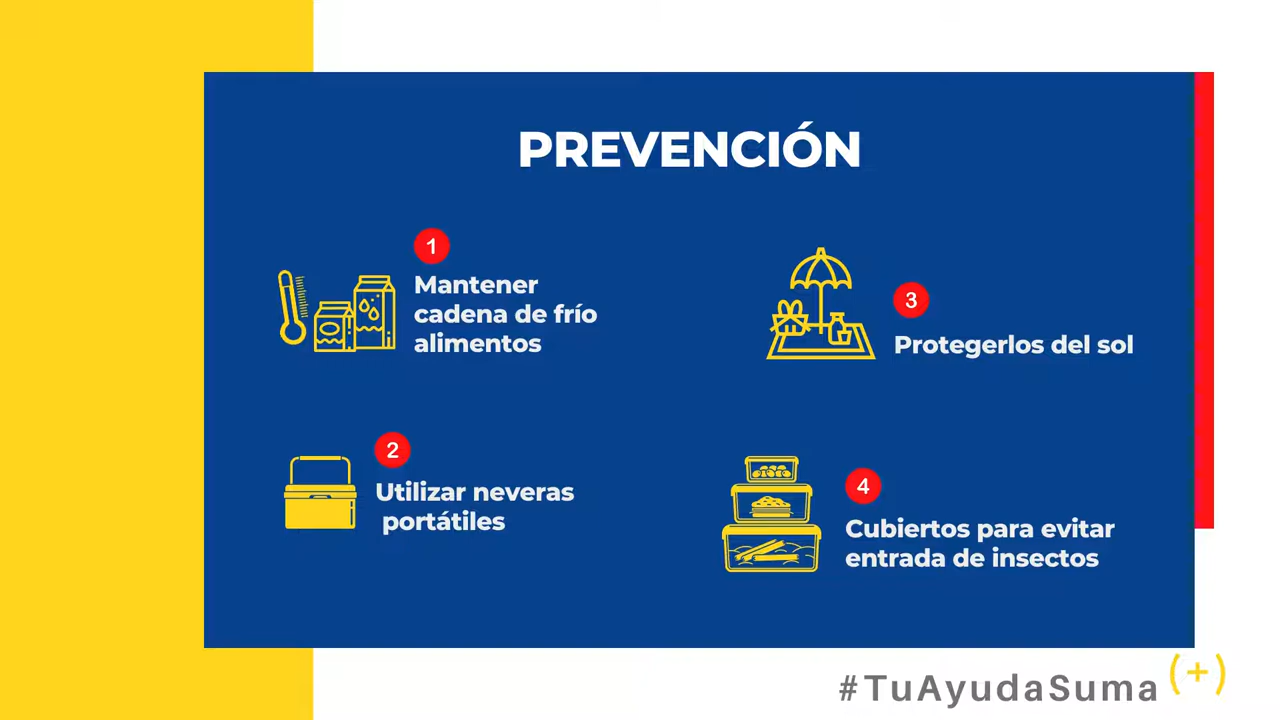 PREVENCIÓN
1
Mantener
cadena de frío
alimentos
2
Utilizar neveras
portátiles
3
Protegerlos del sol
4
Cubiertos para evitar
entrada de insectos
#TuAyudaSuma (+)